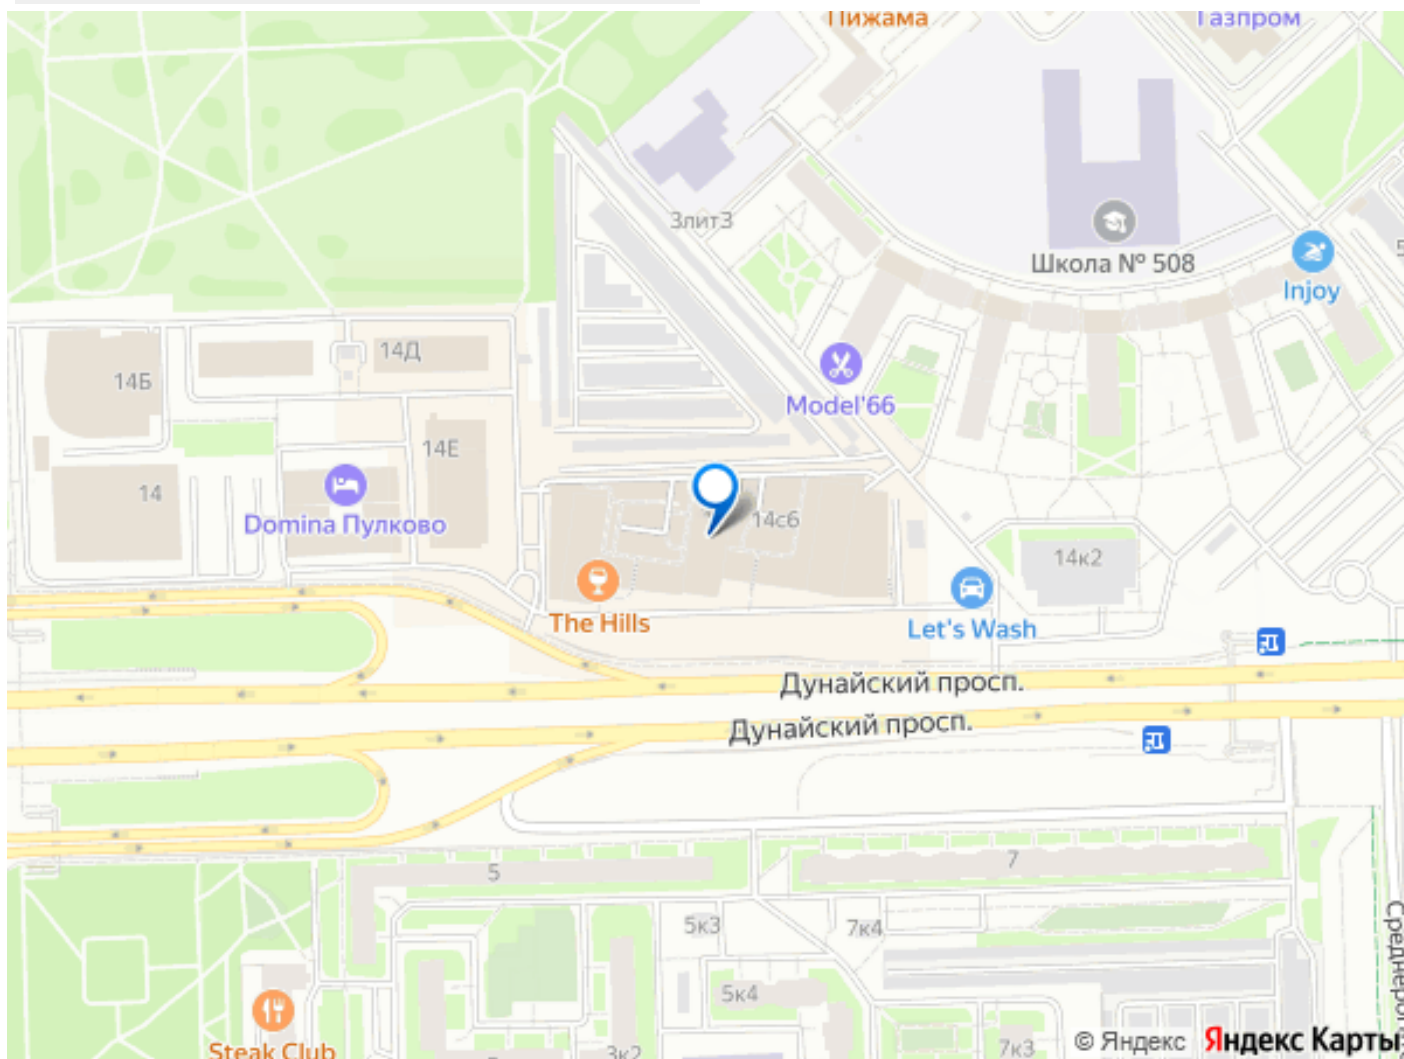 Пижама
Газпром
3лит3
Школа № 508
Injoy
14Д
14Б
Model'66
14Е
14
Domina Пулково
14с6
14к2
The Hills
Let's Wash
Дунайский просп.
Дунайский просп.
5
7
5к3
7к4
5к4
Steak Club
3к2
7к3
© Яндекс Яндекс Карты